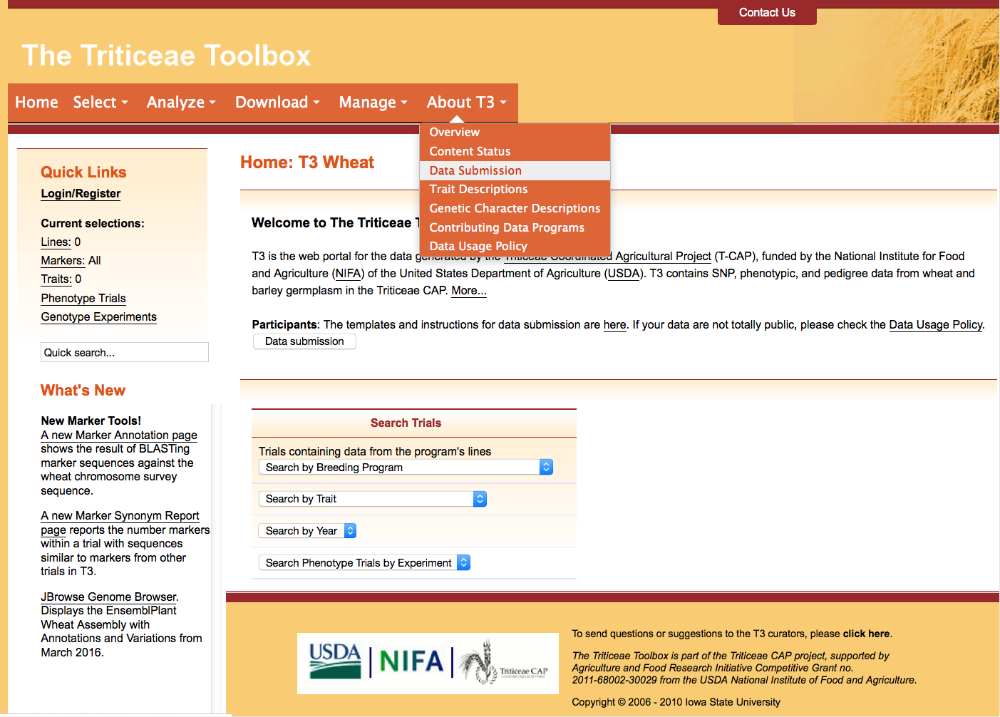 Contact Us
The Triticeae Toolbox
Home Select Analyze Download Manage About T3
Overview
Content Status
Data Submission
Trait Descriptions
Genetic Character Descriptions
Contributing Data Programs
Data Usage Policy
Quick Links
Login/Register
Current selections:
Lines: 0
Markers: All
Traits: 0
Phenotype Trials
Genotype Experiments
Quick search...
What's New
New Marker Tools!
A new Marker Annotation page
shows the result of BLASTing
marker sequences against the
wheat chromosome survey
sequence.
A new Marker Synonym Report
page reports the number markers
within a trial with sequences
similar to markers from other
trials in T3.
JBrowse Genome Browser.
Displays the EnsemblPlant
Wheat Assembly with
Annotations and Variations from
March 2016.
Home: T3 Wheat
Welcome to The Triticeae
T3 is the web portal for the data generated by the Triticeae Coordinated Agricultural Project (T-CAP), funded by the National Institute for Food
and Agriculture (NIFA) of the United States Department of Agriculture (USDA). T3 contains SNP, phenotypic, and pedigree data from wheat and
barley germplasm in the Triticeae CAP. More...
Participants: The templates and instructions for data submission are here. If your data are not totally public, please check the Data Usage Policy.
Data submission
Search Trials
Trials containing data from the program's lines
Search by Breeding Program
Search by Trait
Search by Year
Search Phenotype Trials by Experiment
USDA NIFA Triticeae CAP
To send questions or suggestions to the T3 curators, please click here.
The Triticeae Toolbox is part of the Triticeae CAP project, supported by
Agriculture and Food Research Initiative Competitive Grant no.
2011-68002-30029 from the USDA National Institute of Food and Agriculture.
Copyright © 2006 - 2010 Iowa State University